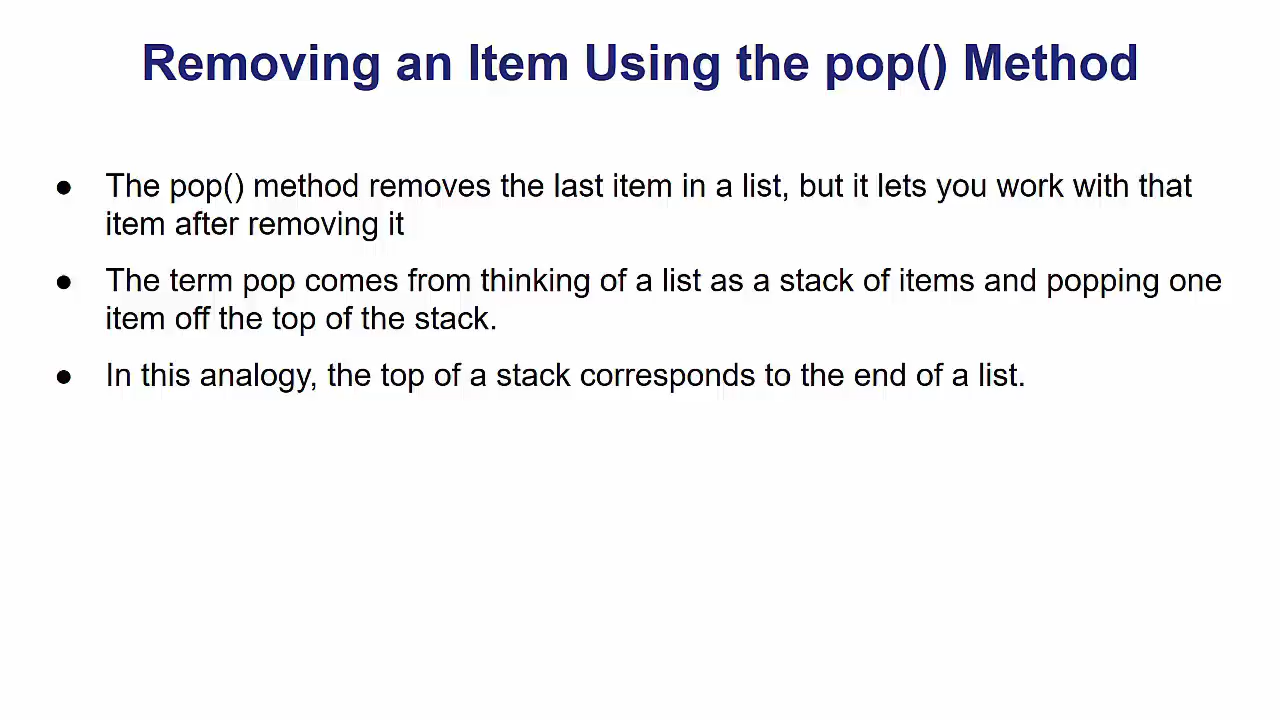 Removing an Item Using the pop() Method
● The pop() method removes the last item in a list, but it lets you work with that
item after removing it
● The term pop comes from thinking of a list as a stack of items and popping one
item off the top of the stack.
● In this analogy, the top of a stack corresponds to the end of a list.